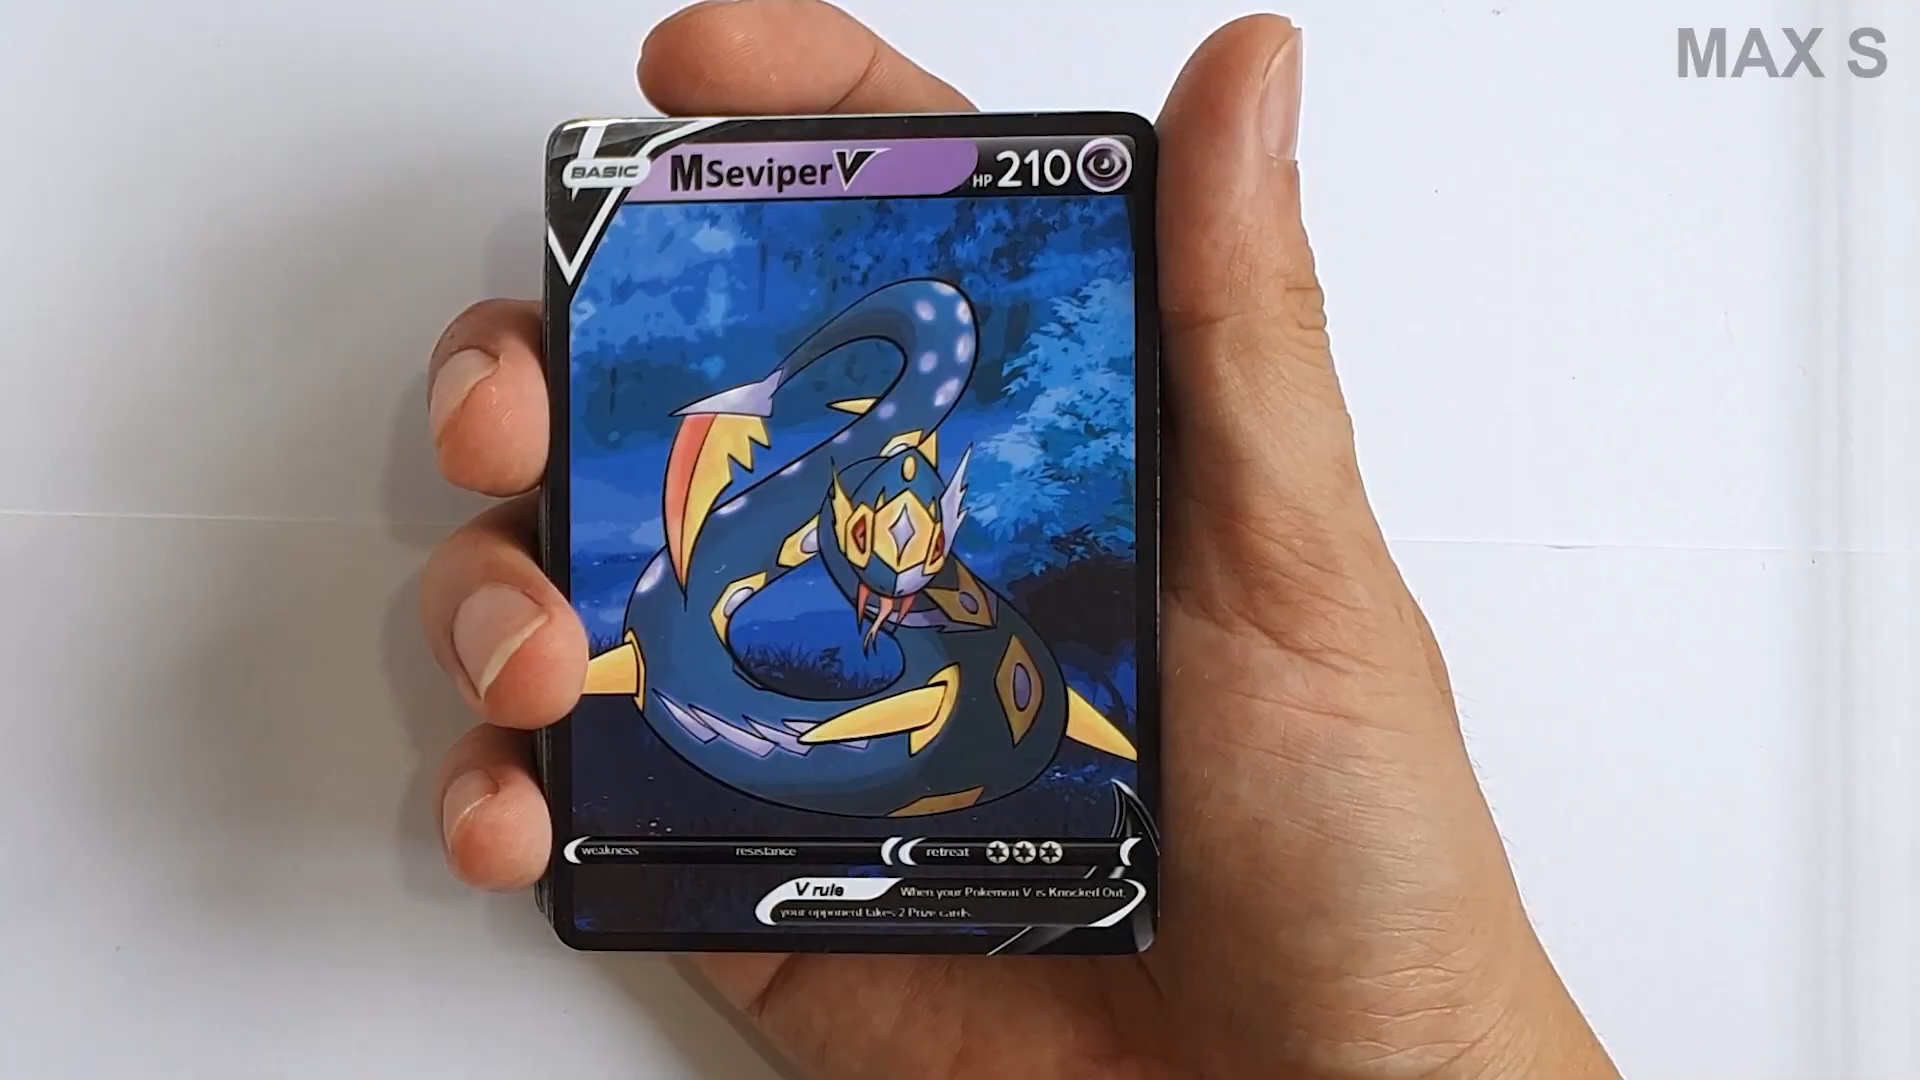 MAX S
BASIC
MSeviperV HP 210
weakness resistance retreat
V rule When your Pokemon V is Knocked Out,
your opponent takes 2 Prize cards.